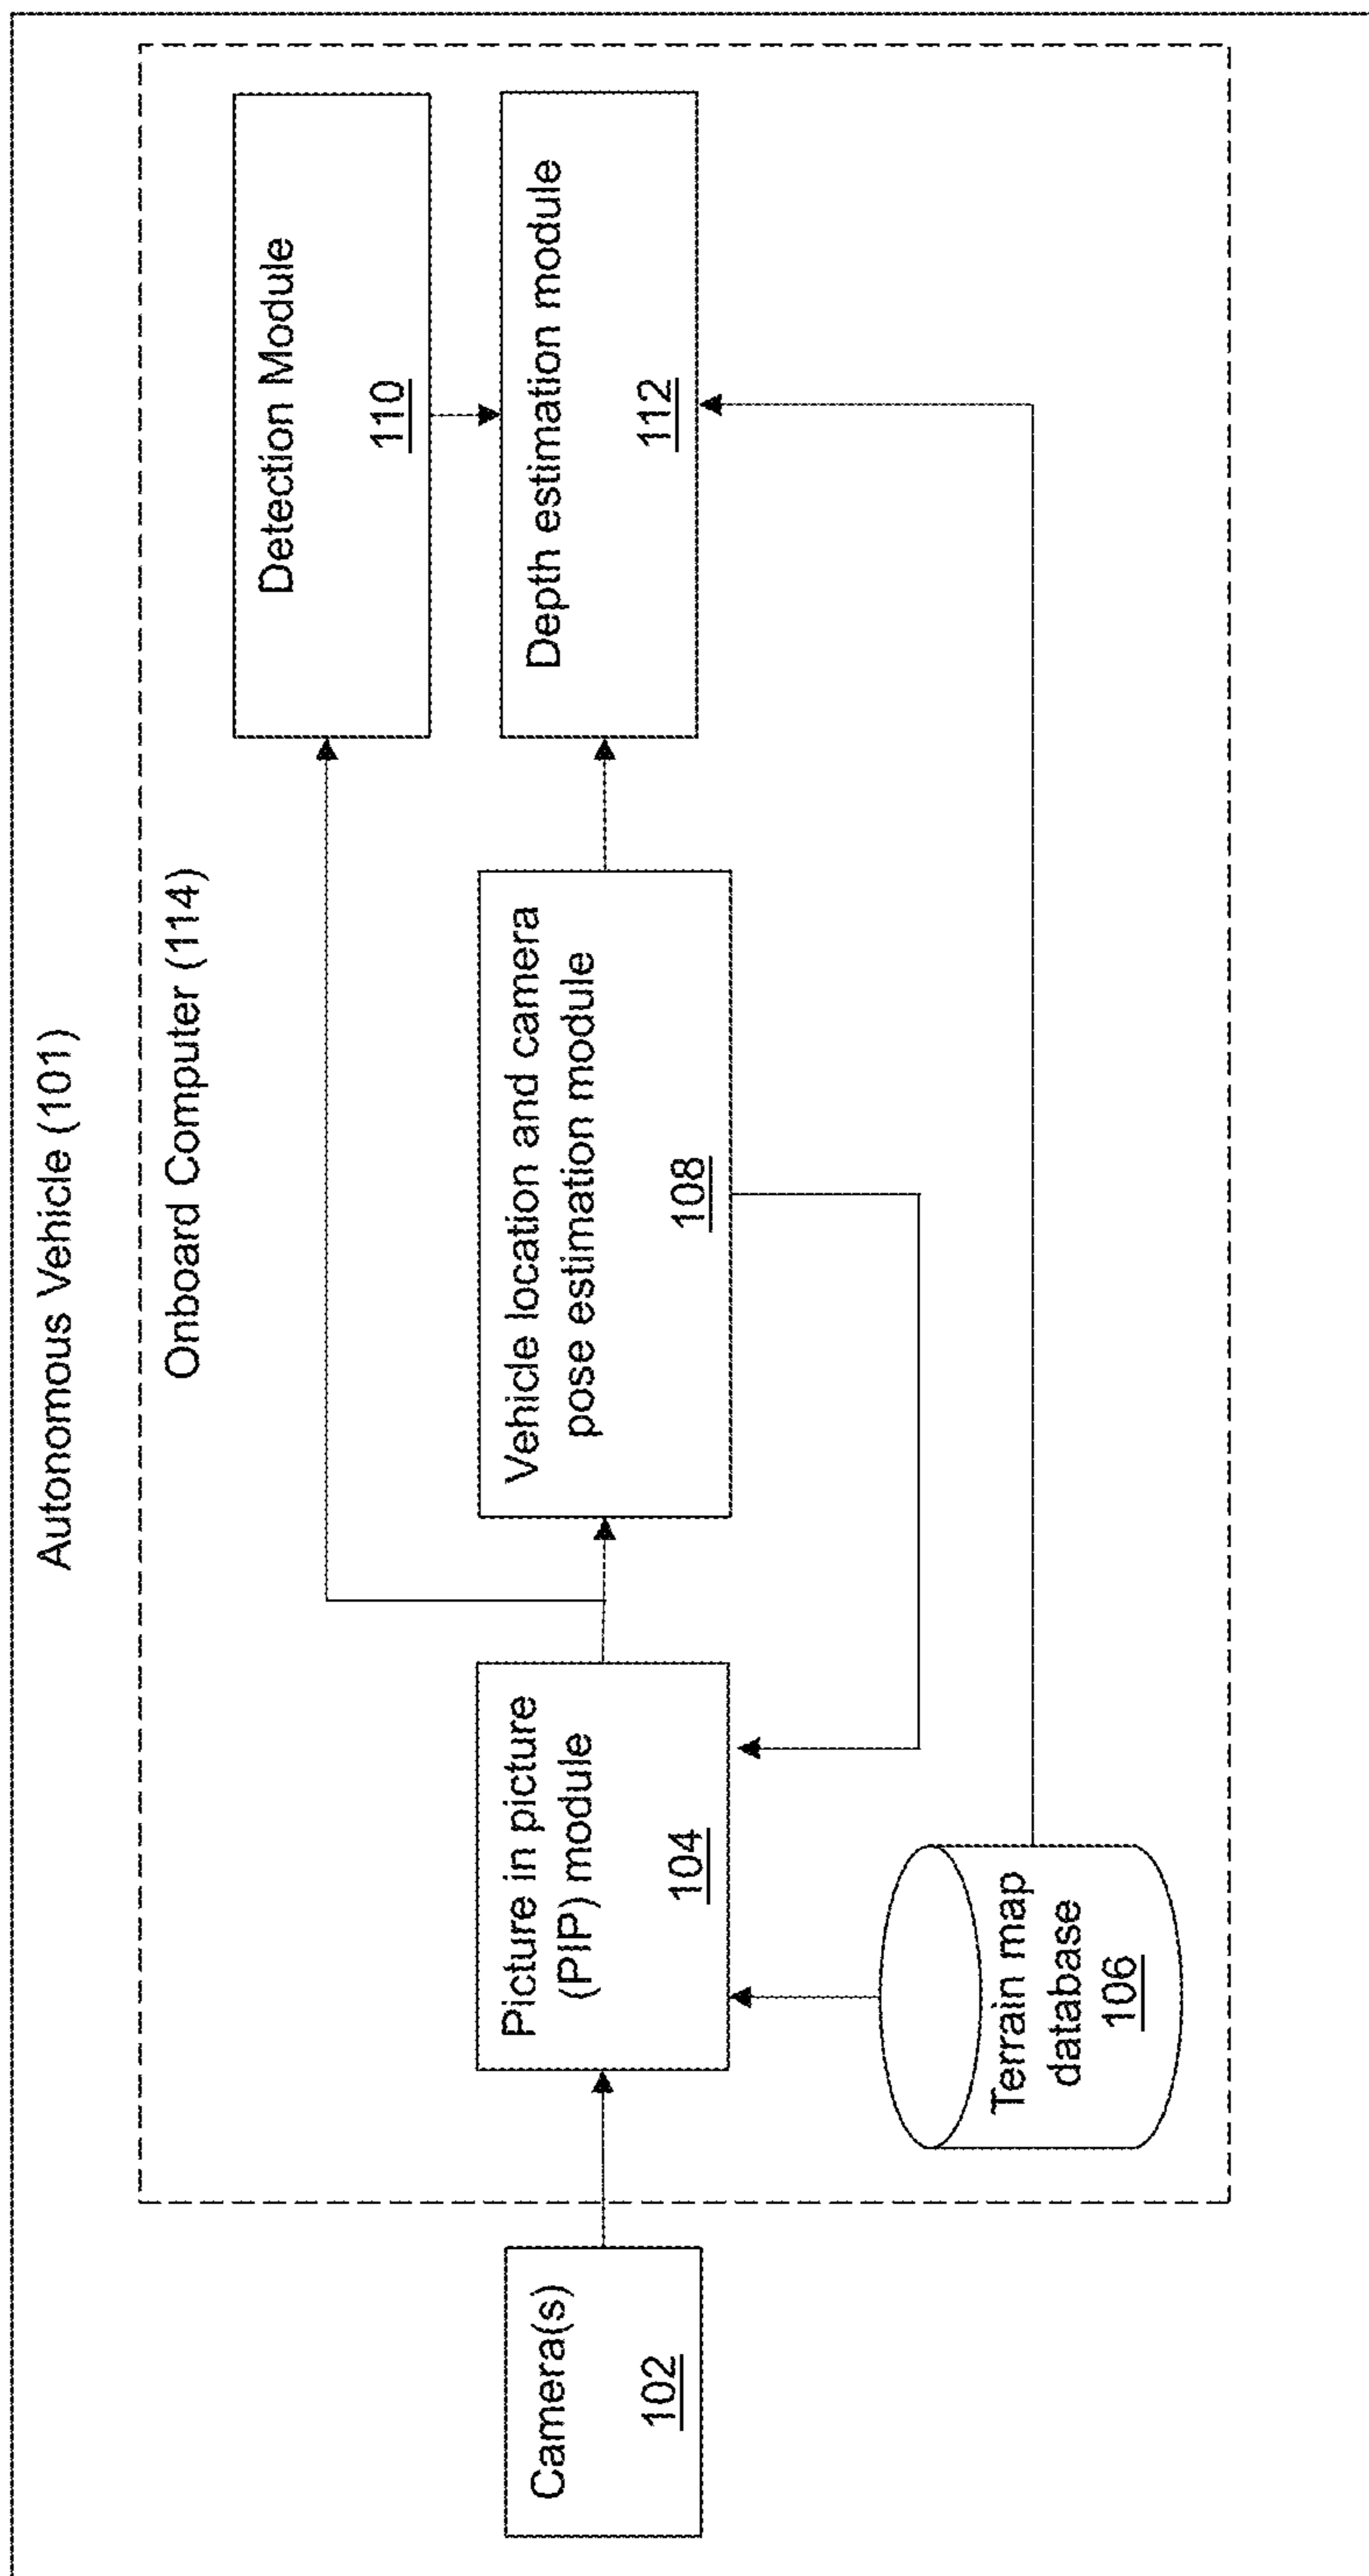 Autonomous Vehicle (101)
Onboard Computer (114)
Camera(s)
102
Picture in picture
(PIP) module
104
Terrain map
database
106
Vehicle location and camera
pose estimation module
108
Detection Module
110
Depth estimation module
112